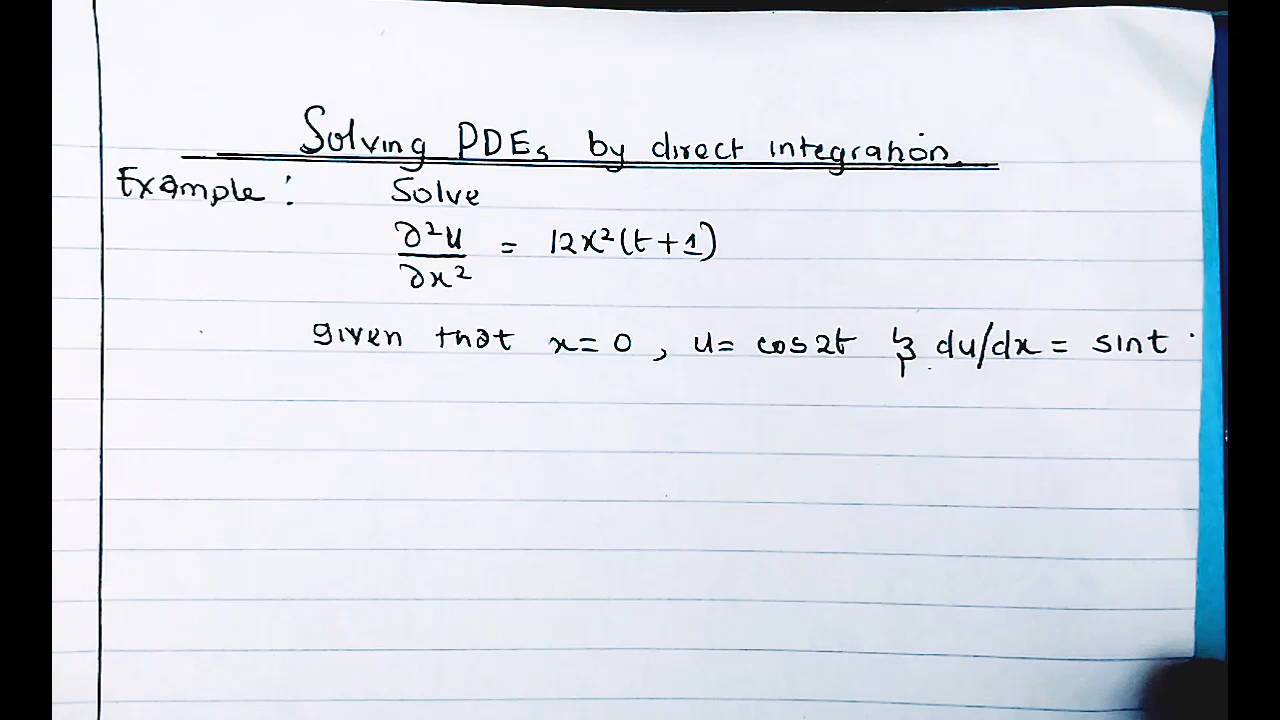 Solving PDEs by direct integration
Example : Solve
∂²u/∂x² = 12x²(t+1)
given that x=0 , u= cos2t & du/dx = sint